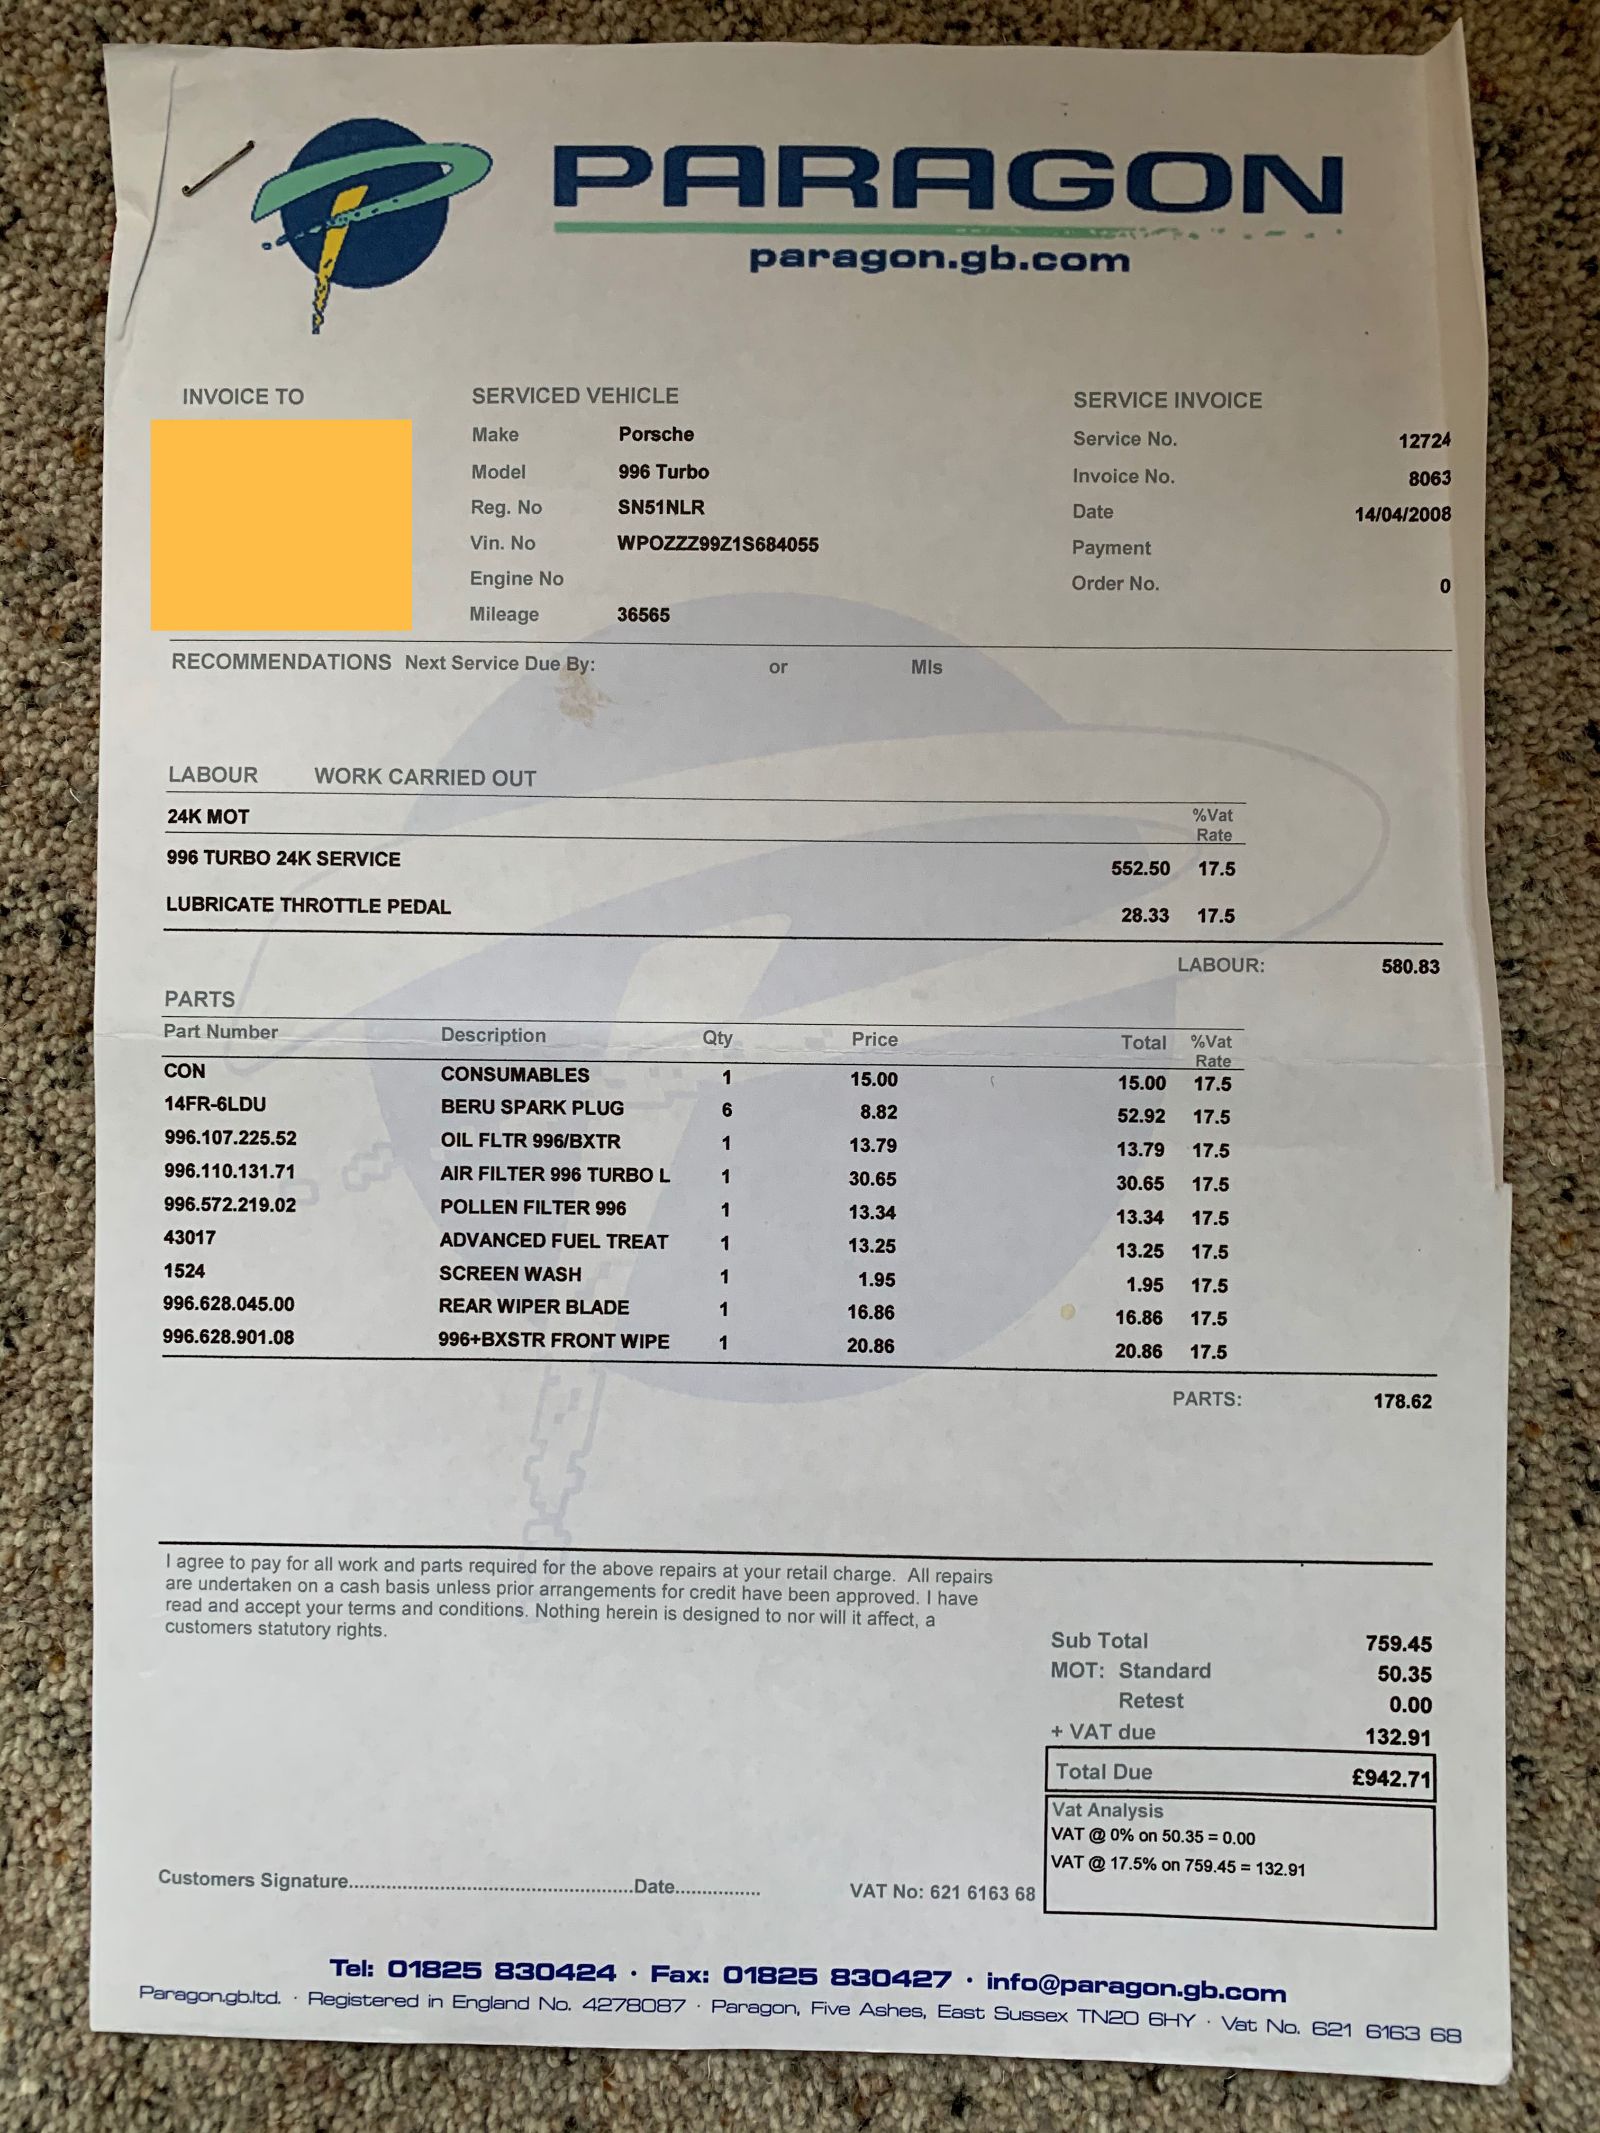 PARAGON
paragon.gb.com
INVOICE TO
SERVICED VEHICLE
Make Porsche
Model 996 Turbo
Reg. No SN51NLR
Vin. No WPOZZZ99Z1S684055
Engine No
Mileage 36565
SERVICE INVOICE
Service No. 12724
Invoice No. 8063
Date 14/04/2008
Payment
Order No. 0
RECOMMENDATIONS Next Service Due By: or Mls
LABOUR WORK CARRIED OUT
24K MOT %Vat Rate
996 TURBO 24K SERVICE 552.50 17.5
LUBRICATE THROTTLE PEDAL 28.33 17.5
LABOUR: 580.83
PARTS
Part Number Description Qty Price Total %Vat Rate
CON CONSUMABLES 1 15.00 15.00 17.5
14FR-6LDU BERU SPARK PLUG 6 8.82 52.92 17.5
996.107.225.52 OIL FLTR 996/BXTR 1 13.79 13.79 17.5
996.110.131.71 AIR FILTER 996 TURBO L 1 30.65 30.65 17.5
996.572.219.02 POLLEN FILTER 996 1 13.34 13.34 17.5
43017 ADVANCED FUEL TREAT 1 13.25 13.25 17.5
1524 SCREEN WASH 1 1.95 1.95 17.5
996.628.045.00 REAR WIPER BLADE 1 16.86 16.86 17.5
996.628.901.08 996+BXSTR FRONT WIPE 1 20.86 20.86 17.5
PARTS: 178.62
I agree to pay for all work and parts required for the above repairs at your retail charge. All repairs
are undertaken on a cash basis unless prior arrangements for credit have been approved. I have
read and accept your terms and conditions. Nothing herein is designed to nor will it affect, a
customers statutory rights.
Sub Total 759.45
MOT: Standard 50.35
Retest 0.00
+ VAT due 132.91
Total Due £942.71
Vat Analysis
VAT @ 0% on 50.35 = 0.00
VAT @ 17.5% on 759.45 = 132.91
Customers Signature.................................................Date...............
VAT No: 621 6163 68
Tel: 01825 830424 · Fax: 01825 830427 · info@paragon.gb.com
Paragon.gb.ltd. · Registered in England No. 4278087 · Paragon, Five Ashes, East Sussex TN20 6HY · Vat No. 621 6163 68